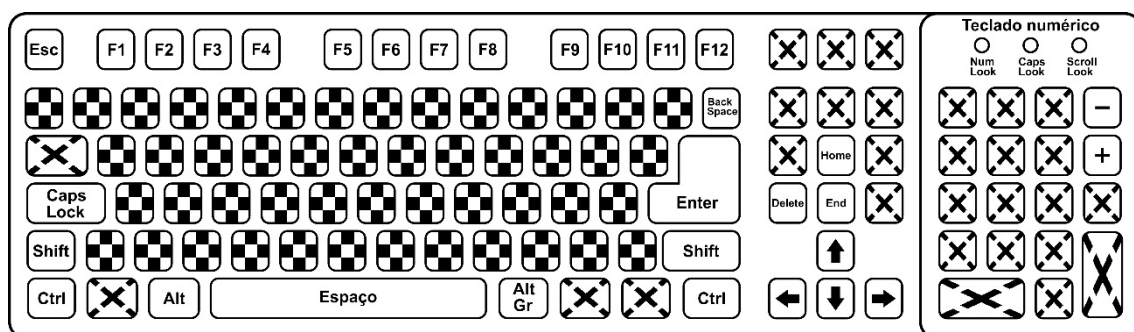 Teclado numérico
Num Look
Caps Look
Scroll Look
Esc F1 F2 F3 F4 F5 F6 F7 F8 F9 F10 F11 F12
Back Space
−
Home
+
Caps Lock
Enter
Delete
End
Shift
Shift
Ctrl
Alt
Espaço
Alt Gr
Ctrl